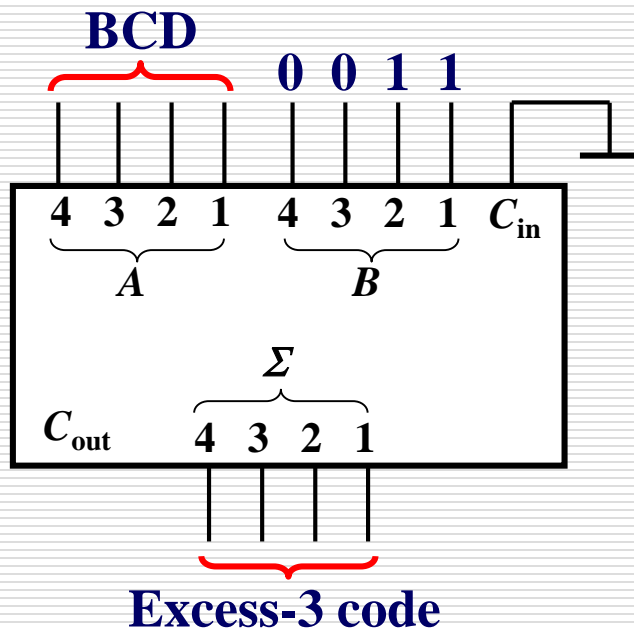 BCD
0 0 1 1
4 3 2 1 4 3 2 1 Cin
A B
Σ
Cout 4 3 2 1
Excess-3 code